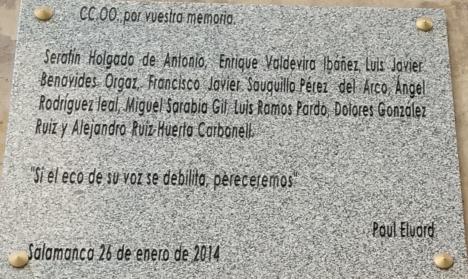 CC.OO. por vuestra memoria.
Serafín Holgado de Antonio, Enrique Valdevira Ibáñez, Luis Javier
Benavides Orgaz, Francisco Javier Sauquillo Pérez del Arco, Ángel
Rodríguez leal, Miguel Sarabia Gil, Luis Ramos Pardo, Dolores González
Ruiz y Alejandro Ruiz-Huerta Carbonell.
"Si el eco de su voz se debilita, pereceremos"
Paul Eluard
Salamanca 26 de enero de 2014